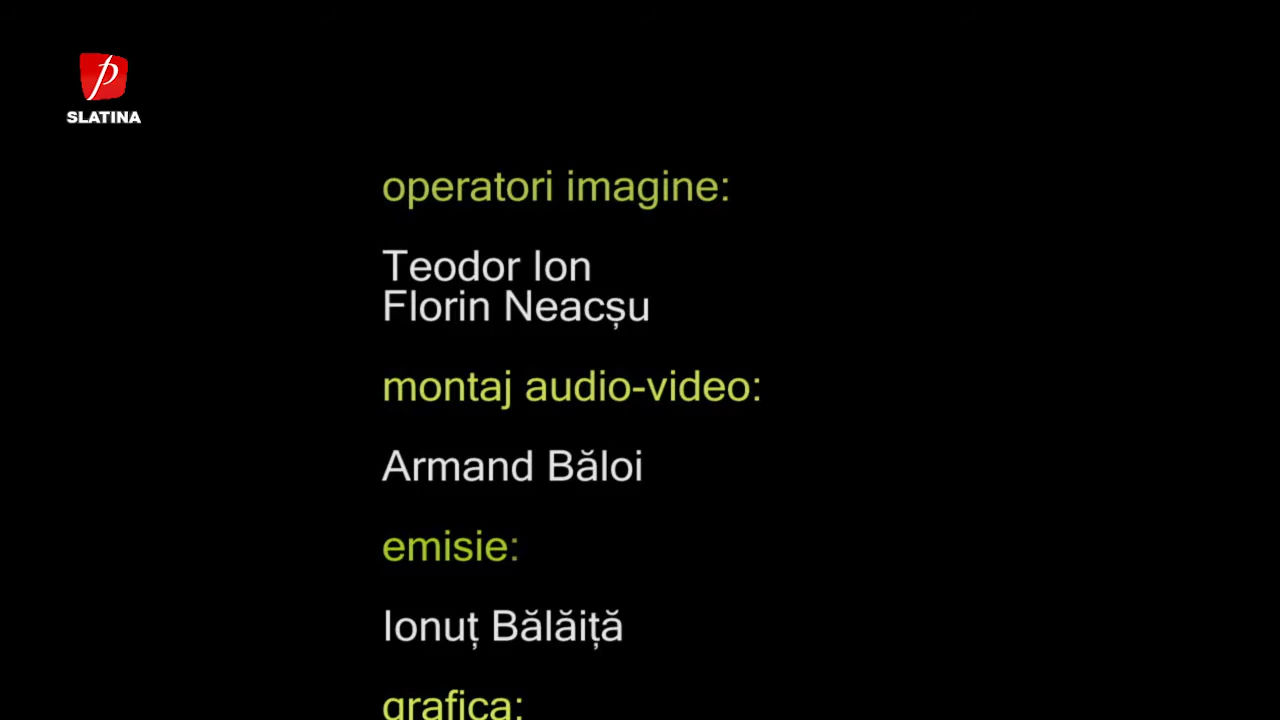 p
SLATINA
operatori imagine:
Teodor Ion
Florin Neacșu
montaj audio-video:
Armand Băloi
emisie:
Ionuț Bălăiță
grafica: